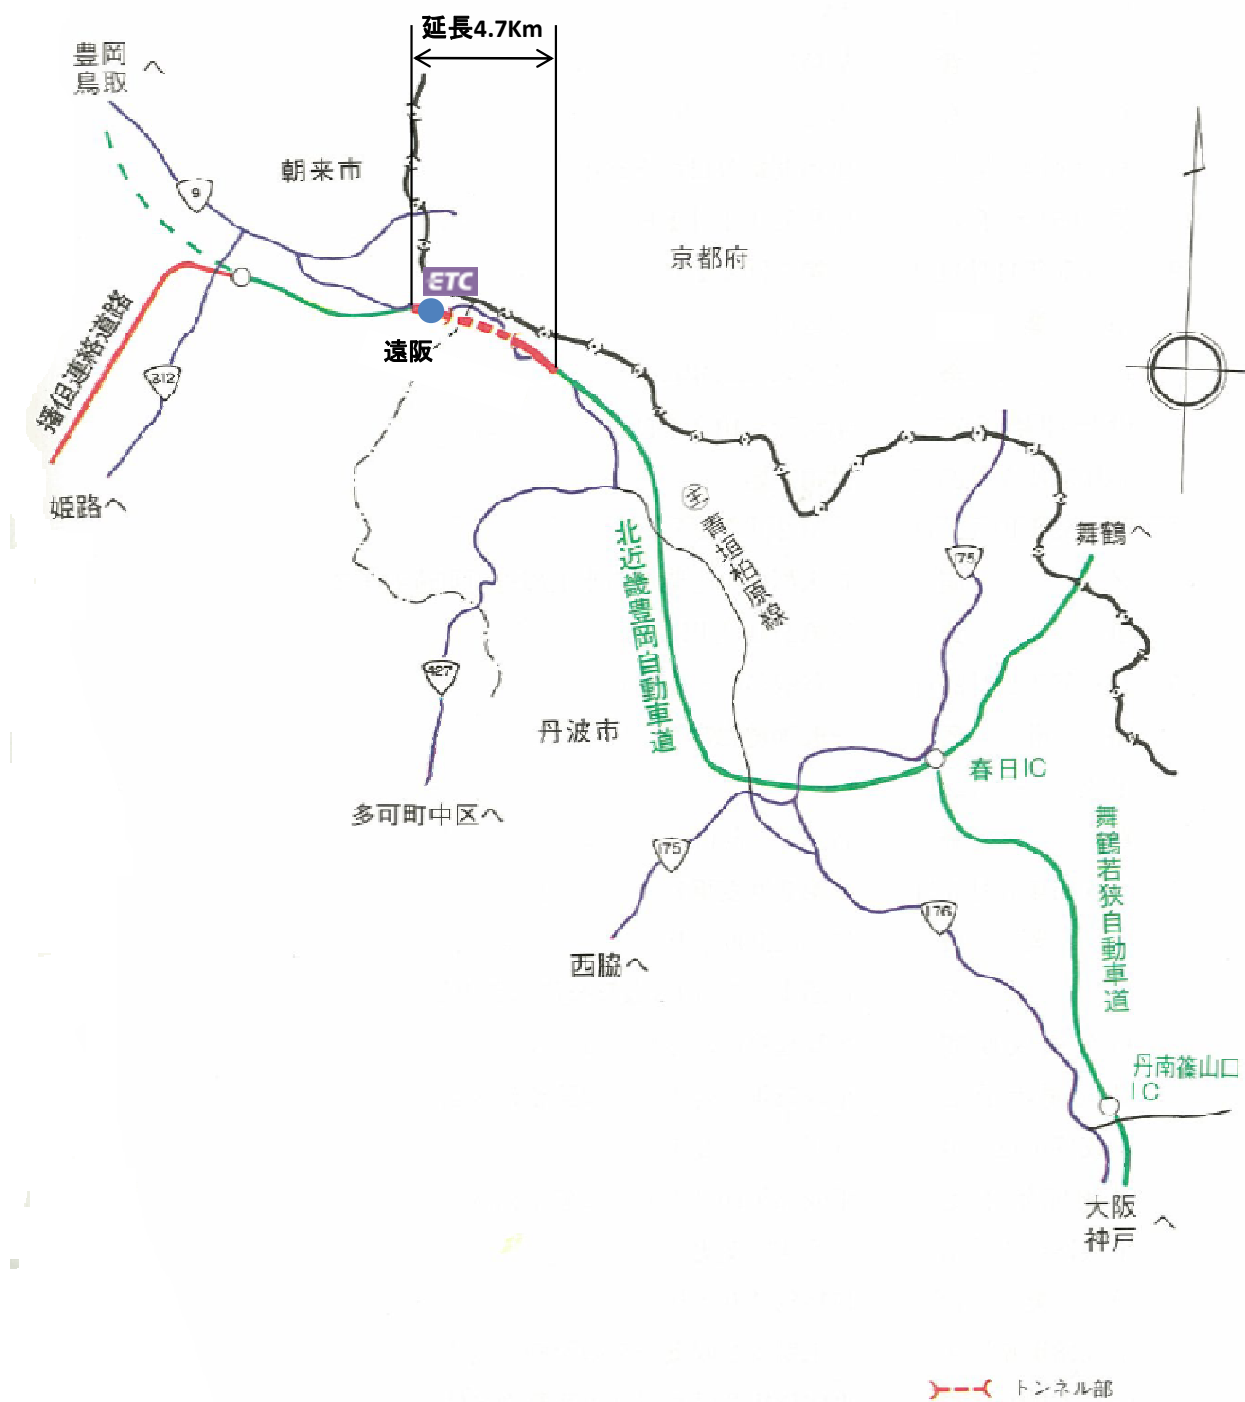 延長4.7Km
豊岡
鳥取 へ
朝来市
9
京都府
ETC
遠阪
播但連絡道路
312
姫路へ
主
青垣柏原線
北近畿豊岡自動車道
175
舞鶴へ
427
丹波市
春日IC
多可町中区へ
175
舞鶴若狭自動車道
176
西脇へ
丹南篠山口
IC
大阪
神戸 へ
トンネル部